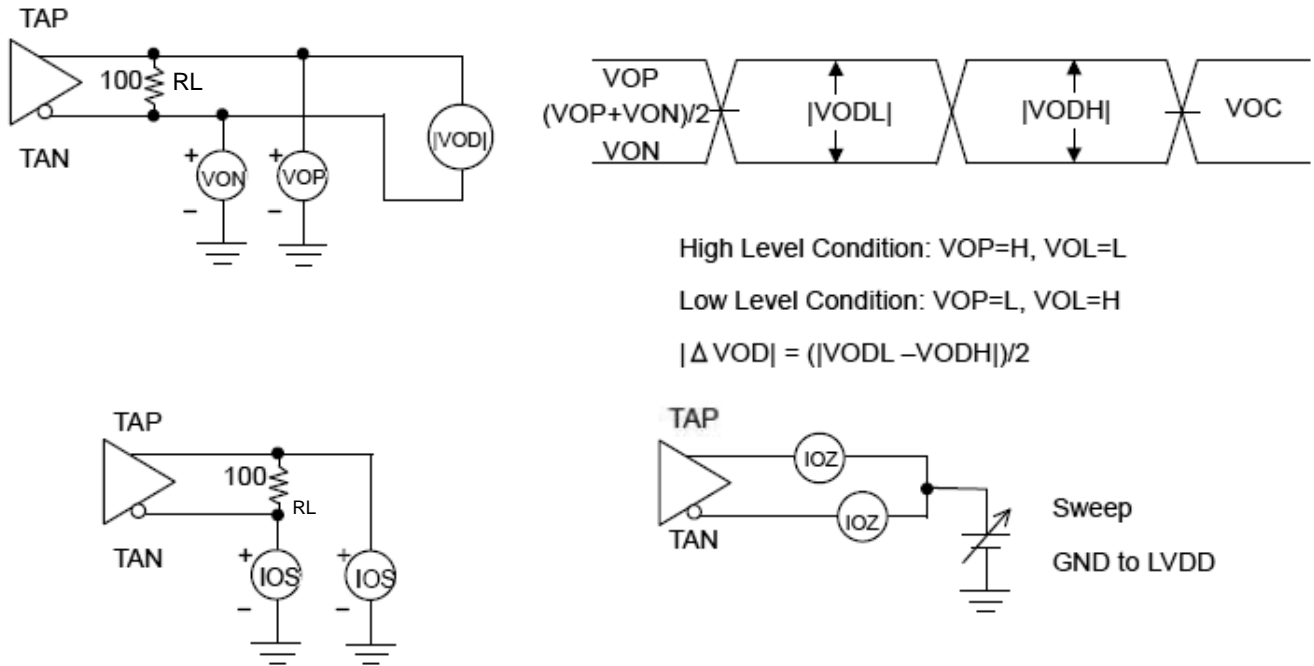 TAP
100 RL
TAN
VON
VOP
|VOD|
VOP
(VOP+VON)/2
VON
|VODL|
|VODH|
VOC
High Level Condition: VOP=H, VOL=L
Low Level Condition: VOP=L, VOL=H
|Δ VOD| = (|VODL –VODH|)/2
TAP
100
RL
TAN
IOS
IOS
TAP
IOZ
IOZ
TAN
Sweep
GND to LVDD